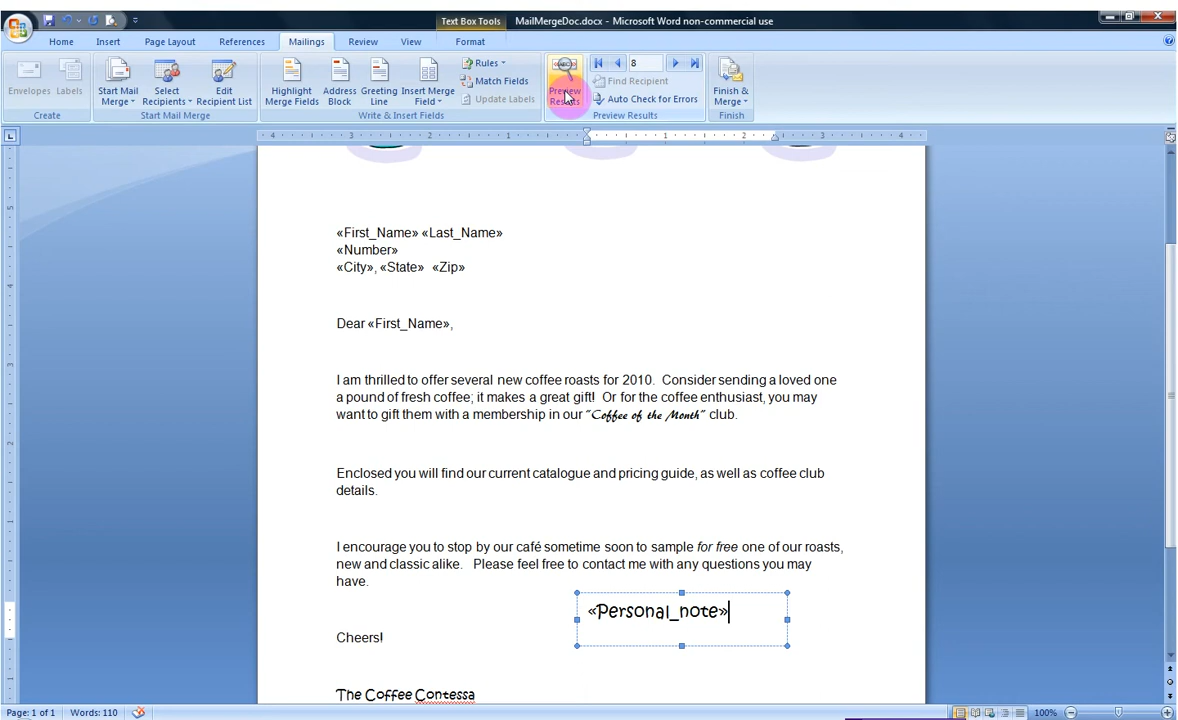 Text Box Tools
MailMergeDoc.docx - Microsoft Word non-commercial use
Home Insert Page Layout References Mailings Review View Format
Envelopes Labels
Create
Start Mail Merge
Select Recipients
Edit Recipient List
Start Mail Merge
Highlight Merge Fields
Address Block
Greeting Line
Insert Merge Field
Rules
Match Fields
Update Labels
Write & Insert Fields
ABC
Preview Results
8
Find Recipient
Auto Check for Errors
Preview Results
Finish & Merge
Finish
4 3 2 1 1 2 3 4
«First_Name» «Last_Name»
«Number»
«City», «State» «Zip»
Dear «First_Name»,
I am thrilled to offer several new coffee roasts for 2010. Consider sending a loved one
a pound of fresh coffee; it makes a great gift! Or for the coffee enthusiast, you may
want to gift them with a membership in our "Coffee of the Month" club.
Enclosed you will find our current catalogue and pricing guide, as well as coffee club
details.
I encourage you to stop by our café sometime soon to sample for free one of our roasts,
new and classic alike. Please feel free to contact me with any questions you may
have.
«Personal_note»
Cheers!
The Coffee Contessa
Page: 1 of 1 Words: 110 100%